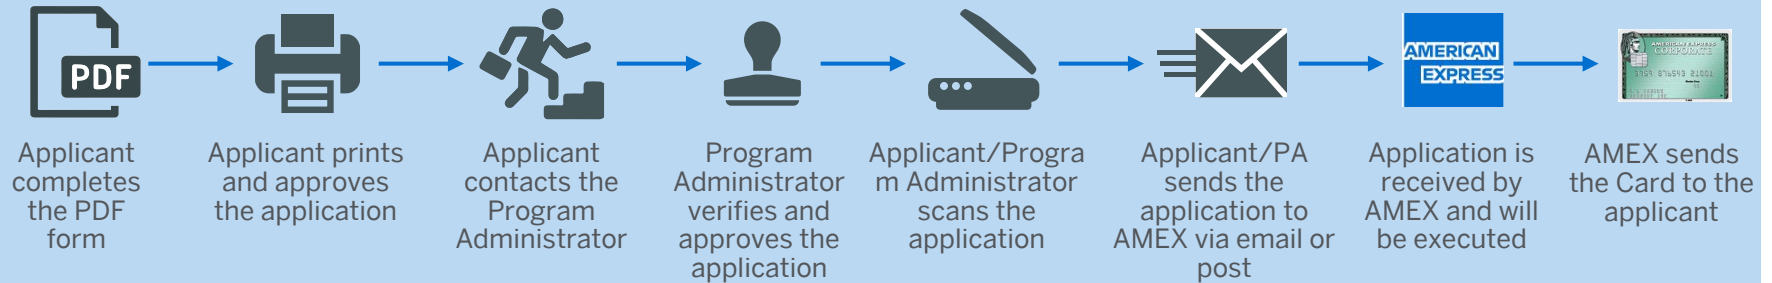 PDF
AMERICAN
EXPRESS
AMERICAN EXPRESS
CORPORATE
Applicant
completes
the PDF
form
Applicant prints
and approves
the application
Applicant
contacts the
Program
Administrator
Program
Administrator
verifies and
approves the
application
Applicant/Progra
m Administrator
scans the
application
Applicant/PA
sends the
application to
AMEX via email or
post
Application is
received by
AMEX and will
be executed
AMEX sends
the Card to the
applicant